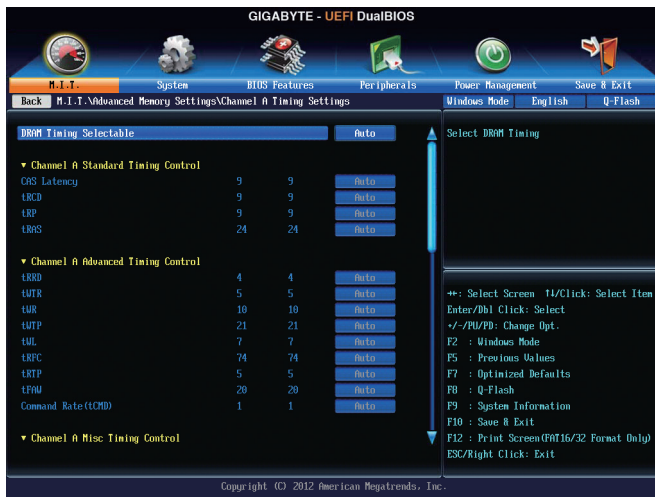 GIGABYTE - UEFI DualBIOS
M.I.T. System BIOS Features Peripherals Power Management Save & Exit
Back M.I.T.\Advanced Memory Settings\Channel A Timing Settings Windows Mode English Q-Flash
DRAM Timing Selectable Auto
▼ Channel A Standard Timing Control
CAS Latency 9 9 Auto
tRCD 9 9 Auto
tRP 9 9 Auto
tRAS 24 24 Auto
▼ Channel A Advanced Timing Control
tRRD 4 4 Auto
tWTR 5 5 Auto
tWR 10 10 Auto
tWTP 21 21 Auto
tWL 7 7 Auto
tRFC 74 74 Auto
tRTP 5 5 Auto
tFAW 20 20 Auto
Command Rate(tCMD) 1 1 Auto
▼ Channel A Misc Timing Control
Select DRAM Timing
→←: Select Screen ↑↓/Click: Select Item
Enter/Dbl Click: Select
+/-/PU/PD: Change Opt.
F2 : Windows Mode
F5 : Previous Values
F7 : Optimized Defaults
F8 : Q-Flash
F9 : System Information
F10 : Save & Exit
F12 : Print Screen(FAT16/32 Format Only)
ESC/Right Click: Exit
Copyright (C) 2012 American Megatrends, Inc.